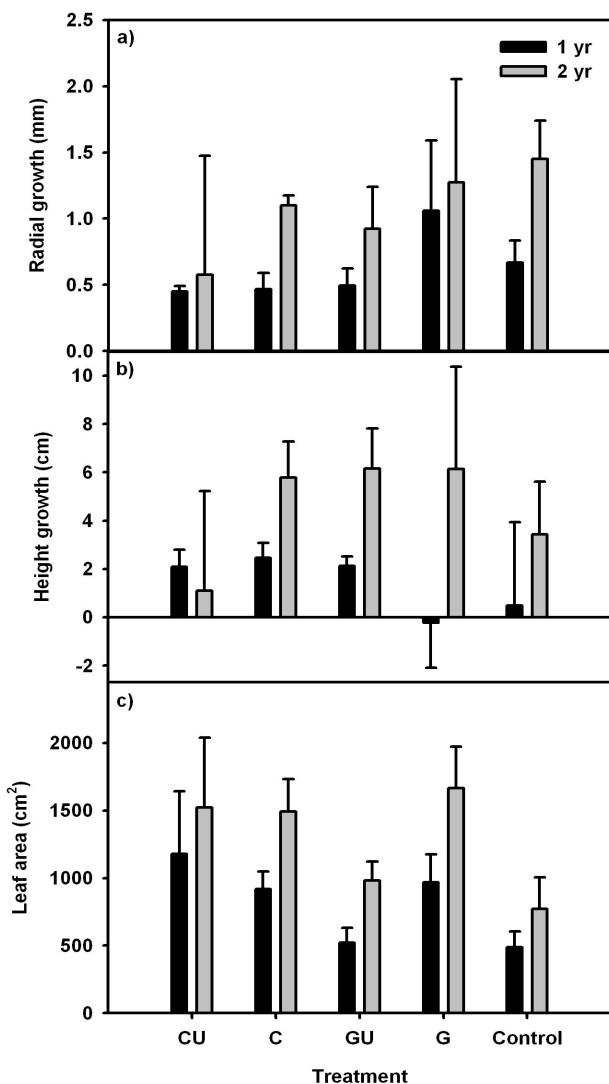 a)
1 yr
2 yr
Radial growth (mm)
2.5
2.0
1.5
1.0
0.5
0.0
b)
Height growth (cm)
10
8
6
4
2
0
-2
c)
Leaf area (cm²)
2000
1500
1000
500
0
CU C GU G Control
Treatment